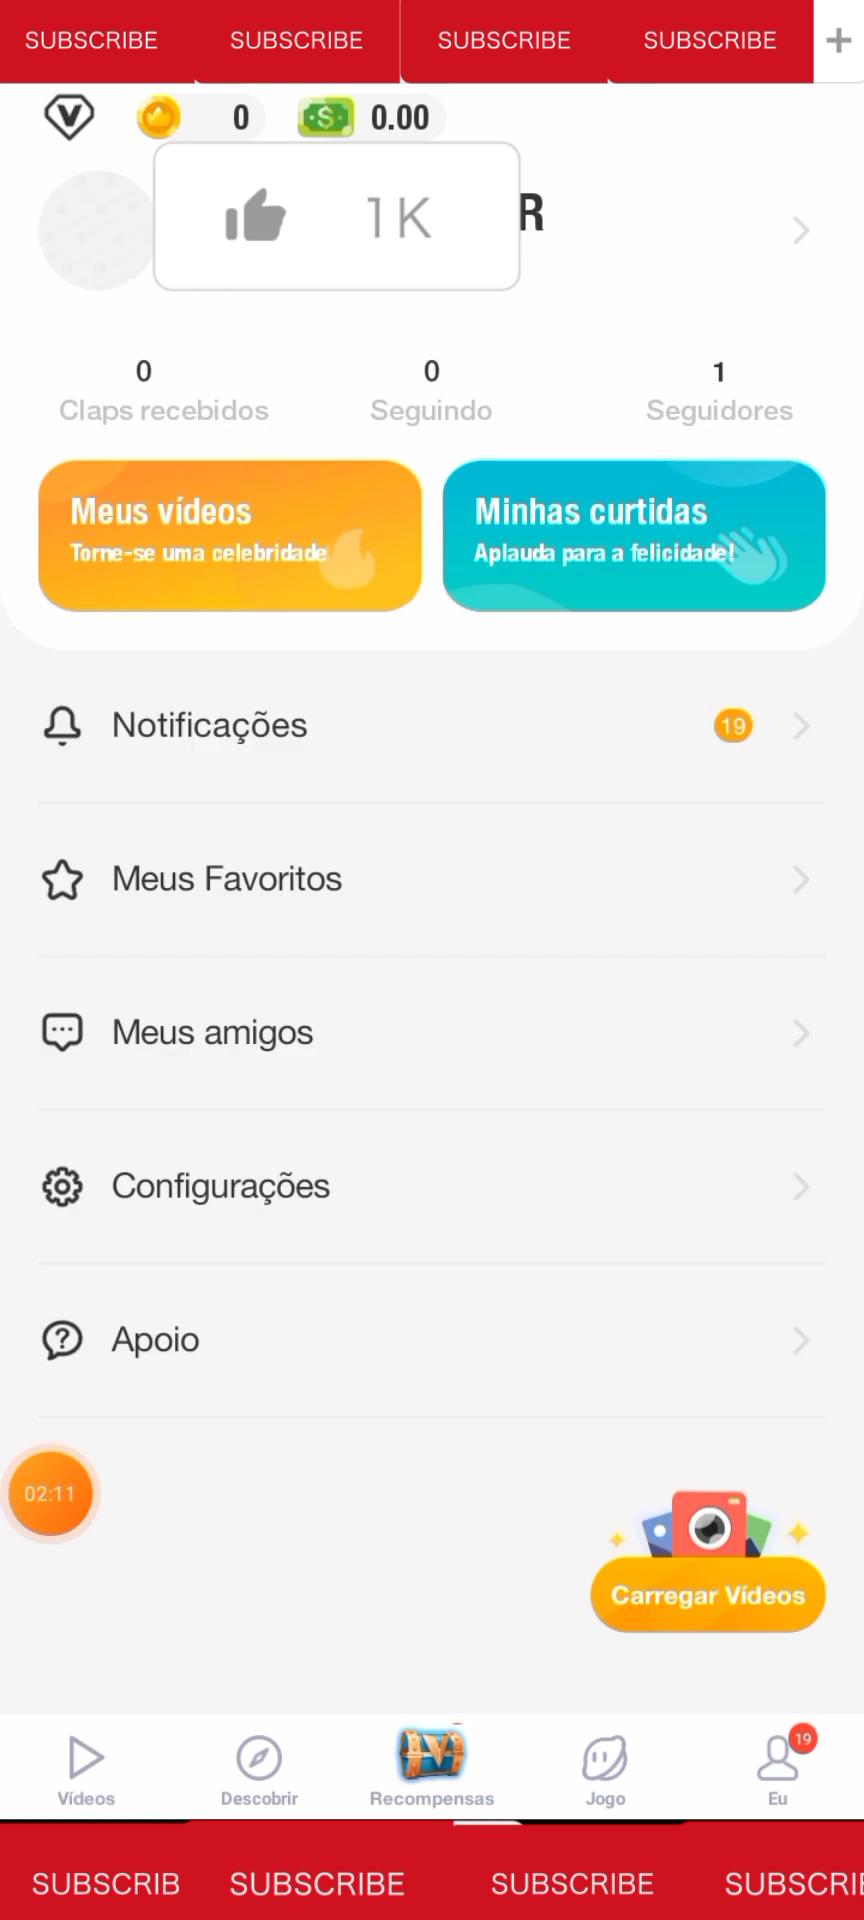 SUBSCRIBE SUBSCRIBE SUBSCRIBE SUBSCRIBE +
V 0 $ 0.00
1K R
0 0 1
Claps recebidos Seguindo Seguidores
Meus vídeos Minhas curtidas
Torne-se uma celebridade Aplauda para a felicidade!
Notificações 19
Meus Favoritos
Meus amigos
Configurações
Apoio
02:11
Carregar Vídeos
19
Vídeos Descobrir Recompensas Jogo Eu
SUBSCRIB SUBSCRIBE SUBSCRIBE SUBSCRIBE